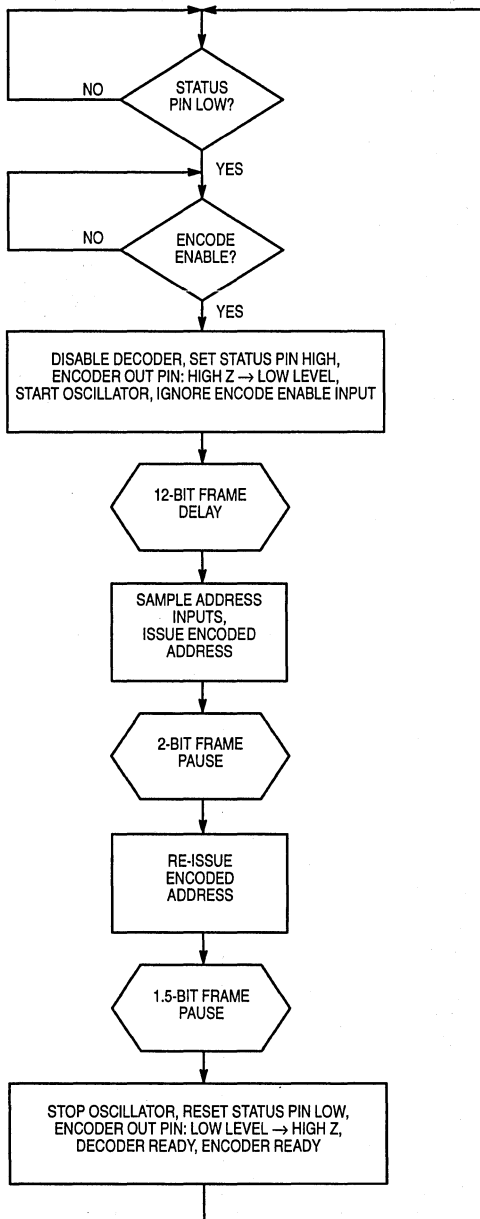 NO
STATUS
PIN LOW?
YES
NO
ENCODE
ENABLE?
YES
DISABLE DECODER, SET STATUS PIN HIGH,
ENCODER OUT PIN: HIGH Z → LOW LEVEL,
START OSCILLATOR, IGNORE ENCODE ENABLE INPUT
12-BIT FRAME
DELAY
SAMPLE ADDRESS
INPUTS,
ISSUE ENCODED
ADDRESS
2-BIT FRAME
PAUSE
RE-ISSUE
ENCODED
ADDRESS
1.5-BIT FRAME
PAUSE
STOP OSCILLATOR, RESET STATUS PIN LOW,
ENCODER OUT PIN: LOW LEVEL → HIGH Z,
DECODER READY, ENCODER READY